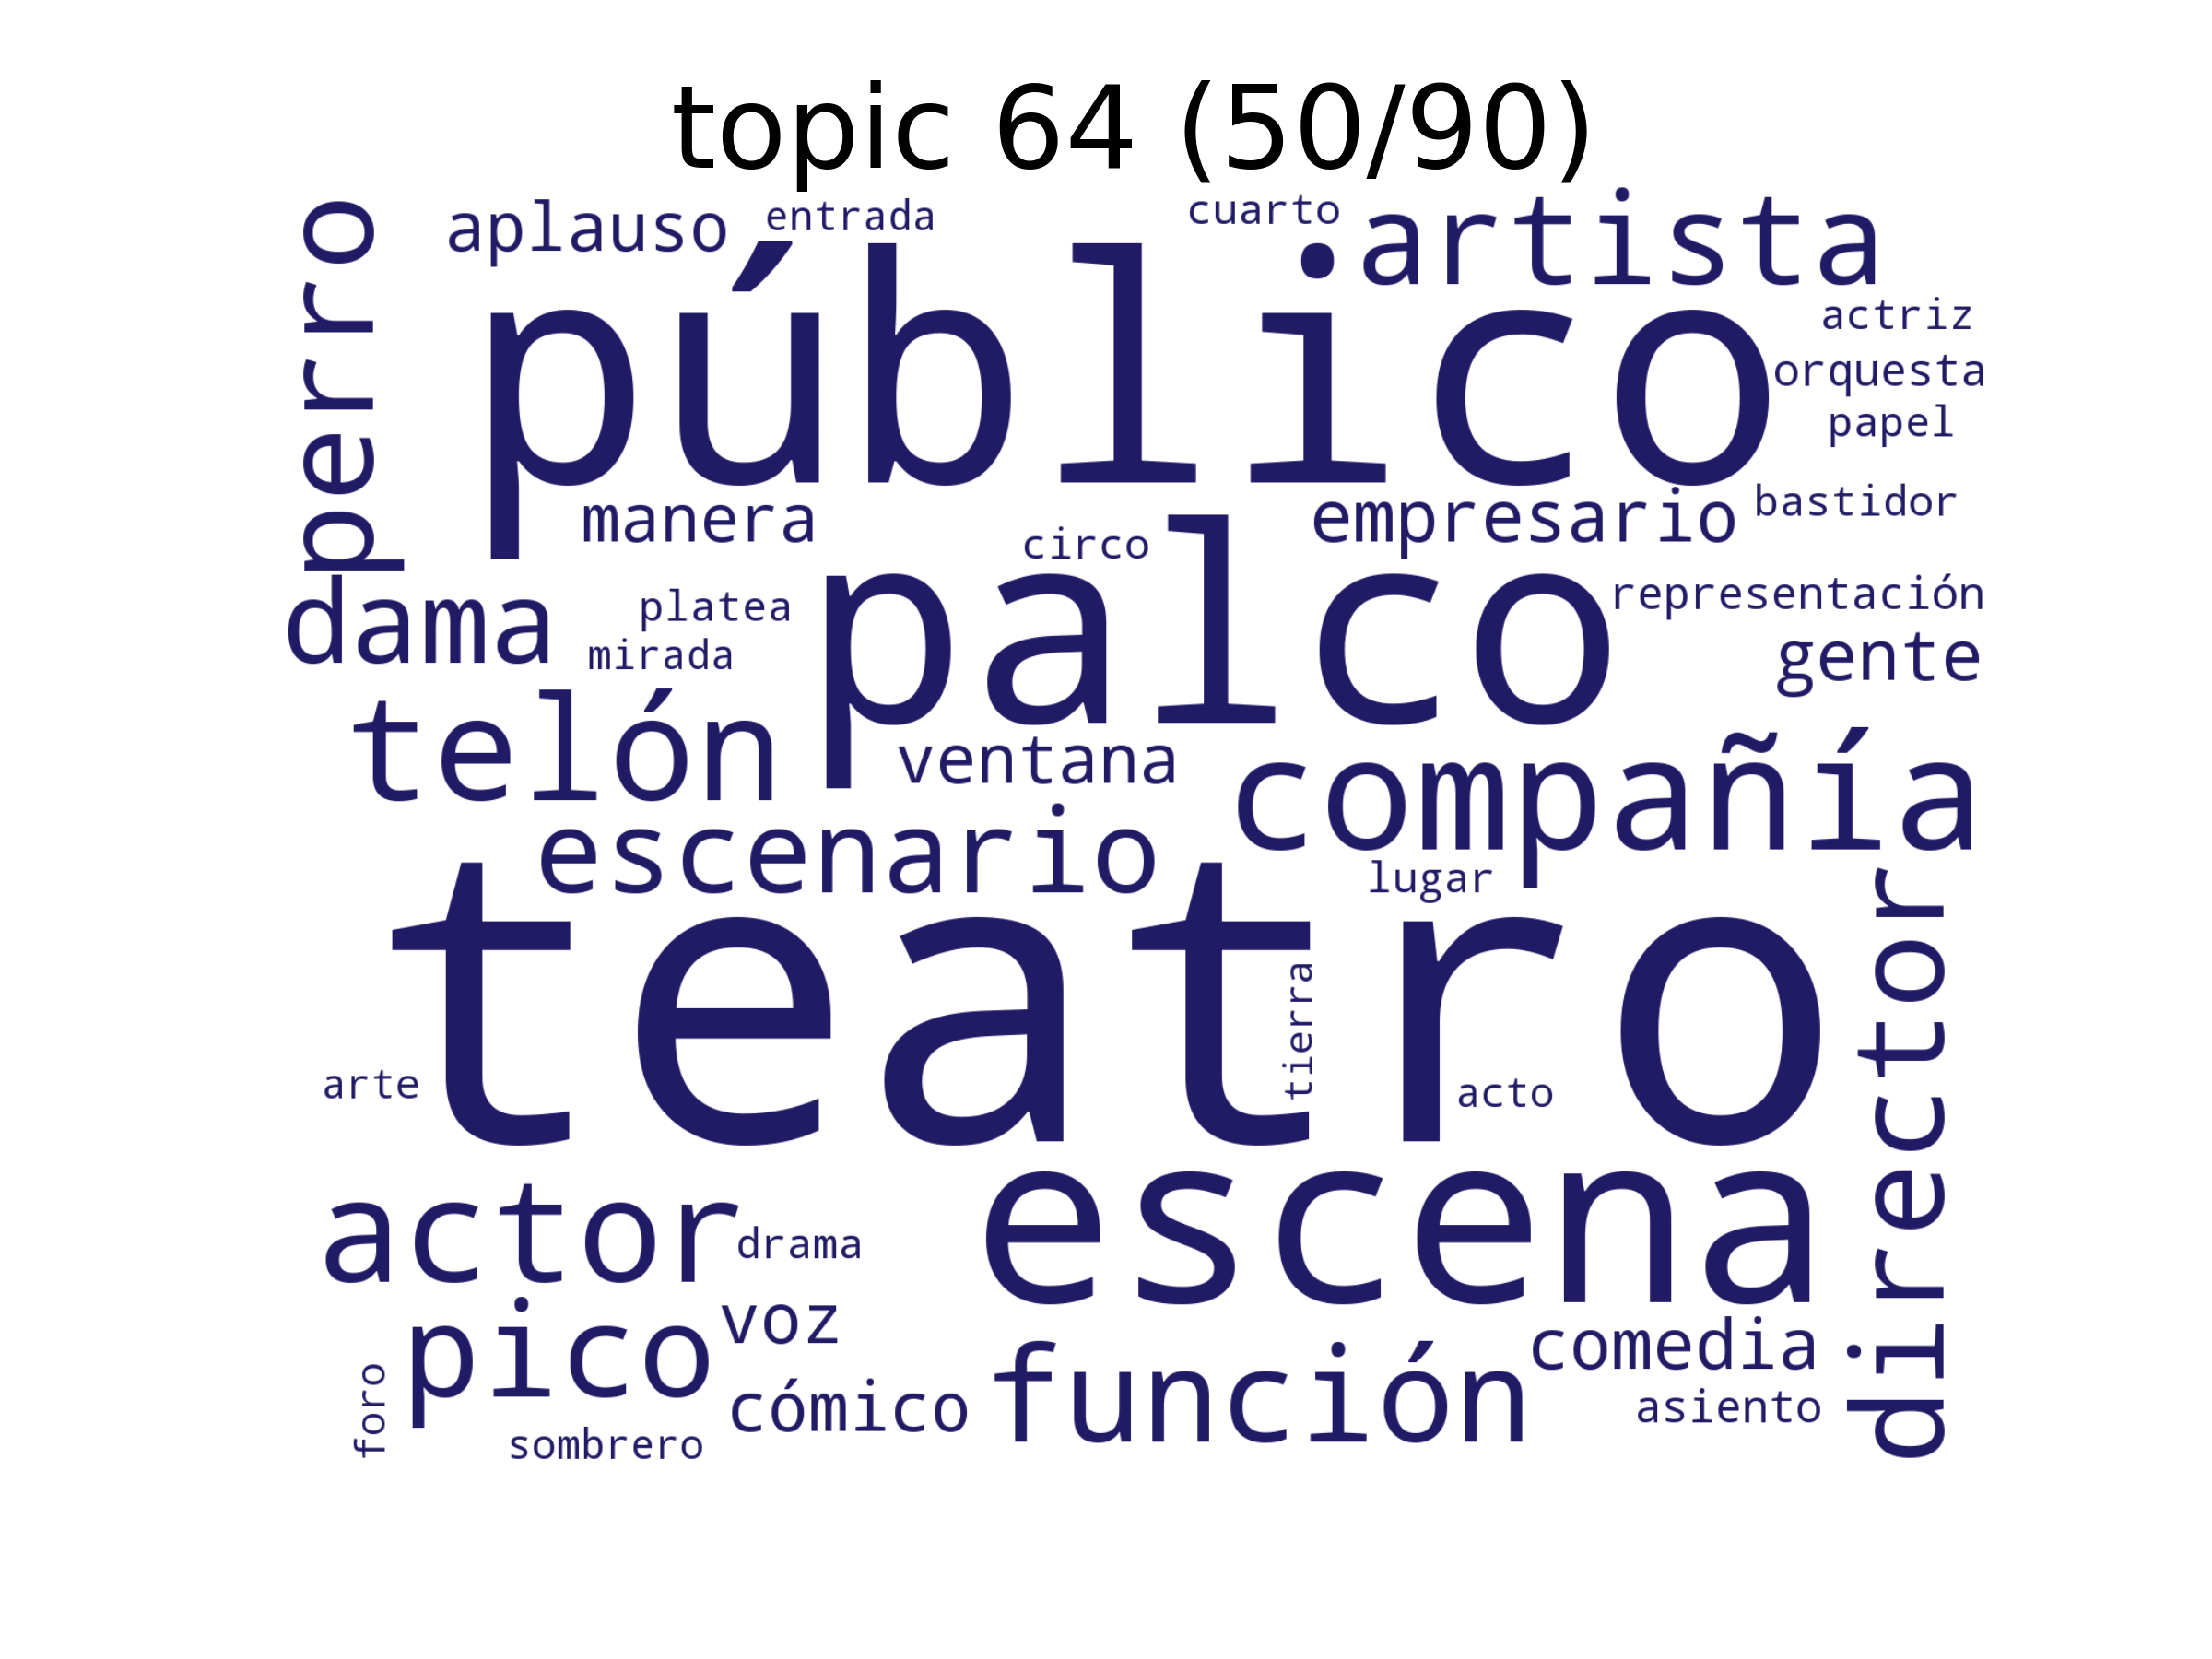 topic 64 (50/90)
perro
aplauso
entrada
cuarto
artista
público
actriz
orquesta
papel
manera
circo
empresario
bastidor
dama
platea
mirada
palco
representación
gente
telón
ventana
compañía
escenario
lugar
teatro
tierra
arte
acto
director
actor
drama
escena
pico
voz
comedia
foro
cómico
función
asiento
sombrero